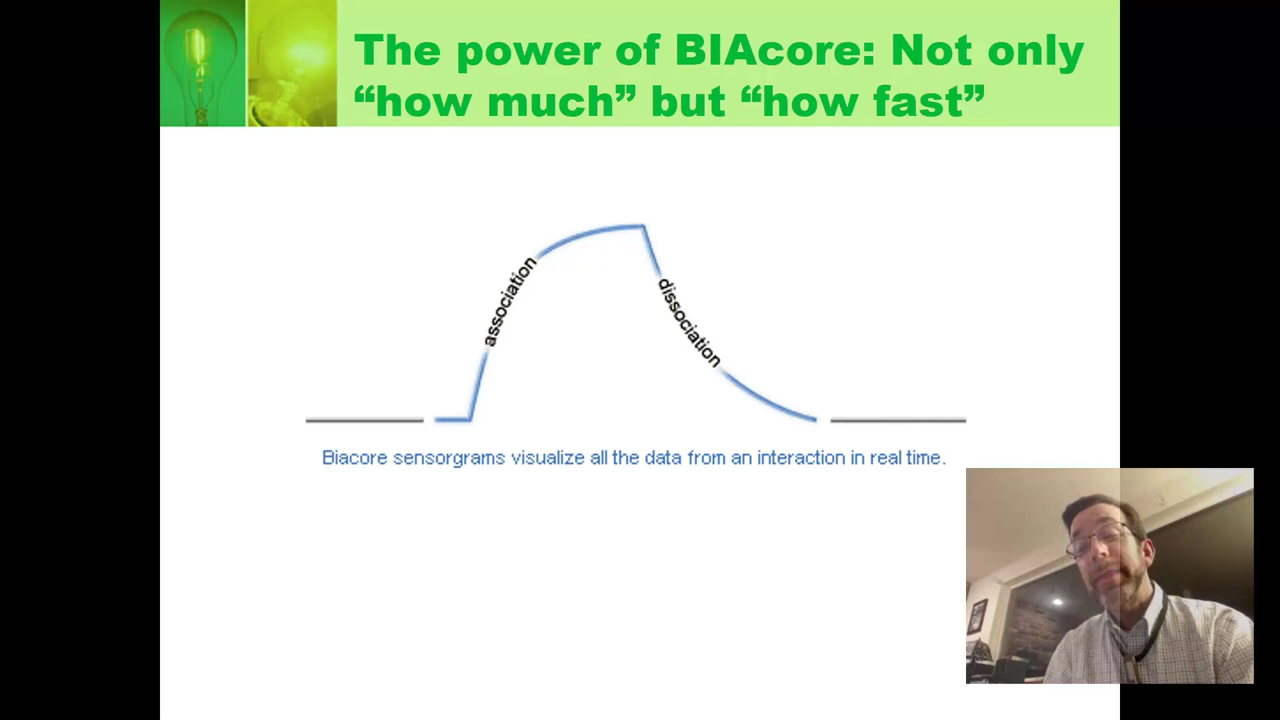 The power of BIAcore: Not only
“how much” but “how fast”
association
dissociation
Biacore sensorgrams visualize all the data from an interaction in real time.